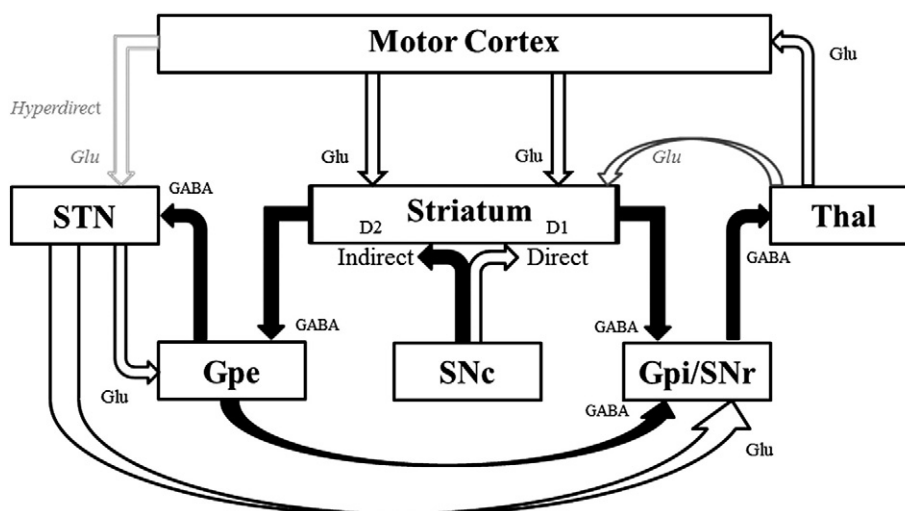 Motor Cortex
Glu
Hyperdirect
Glu
Glu
Glu
Glu
GABA
STN
Striatum
D2
D1
Thal
Indirect
Direct
GABA
GABA
GABA
Gpe
SNc
Gpi/SNr
Glu
GABA
Glu